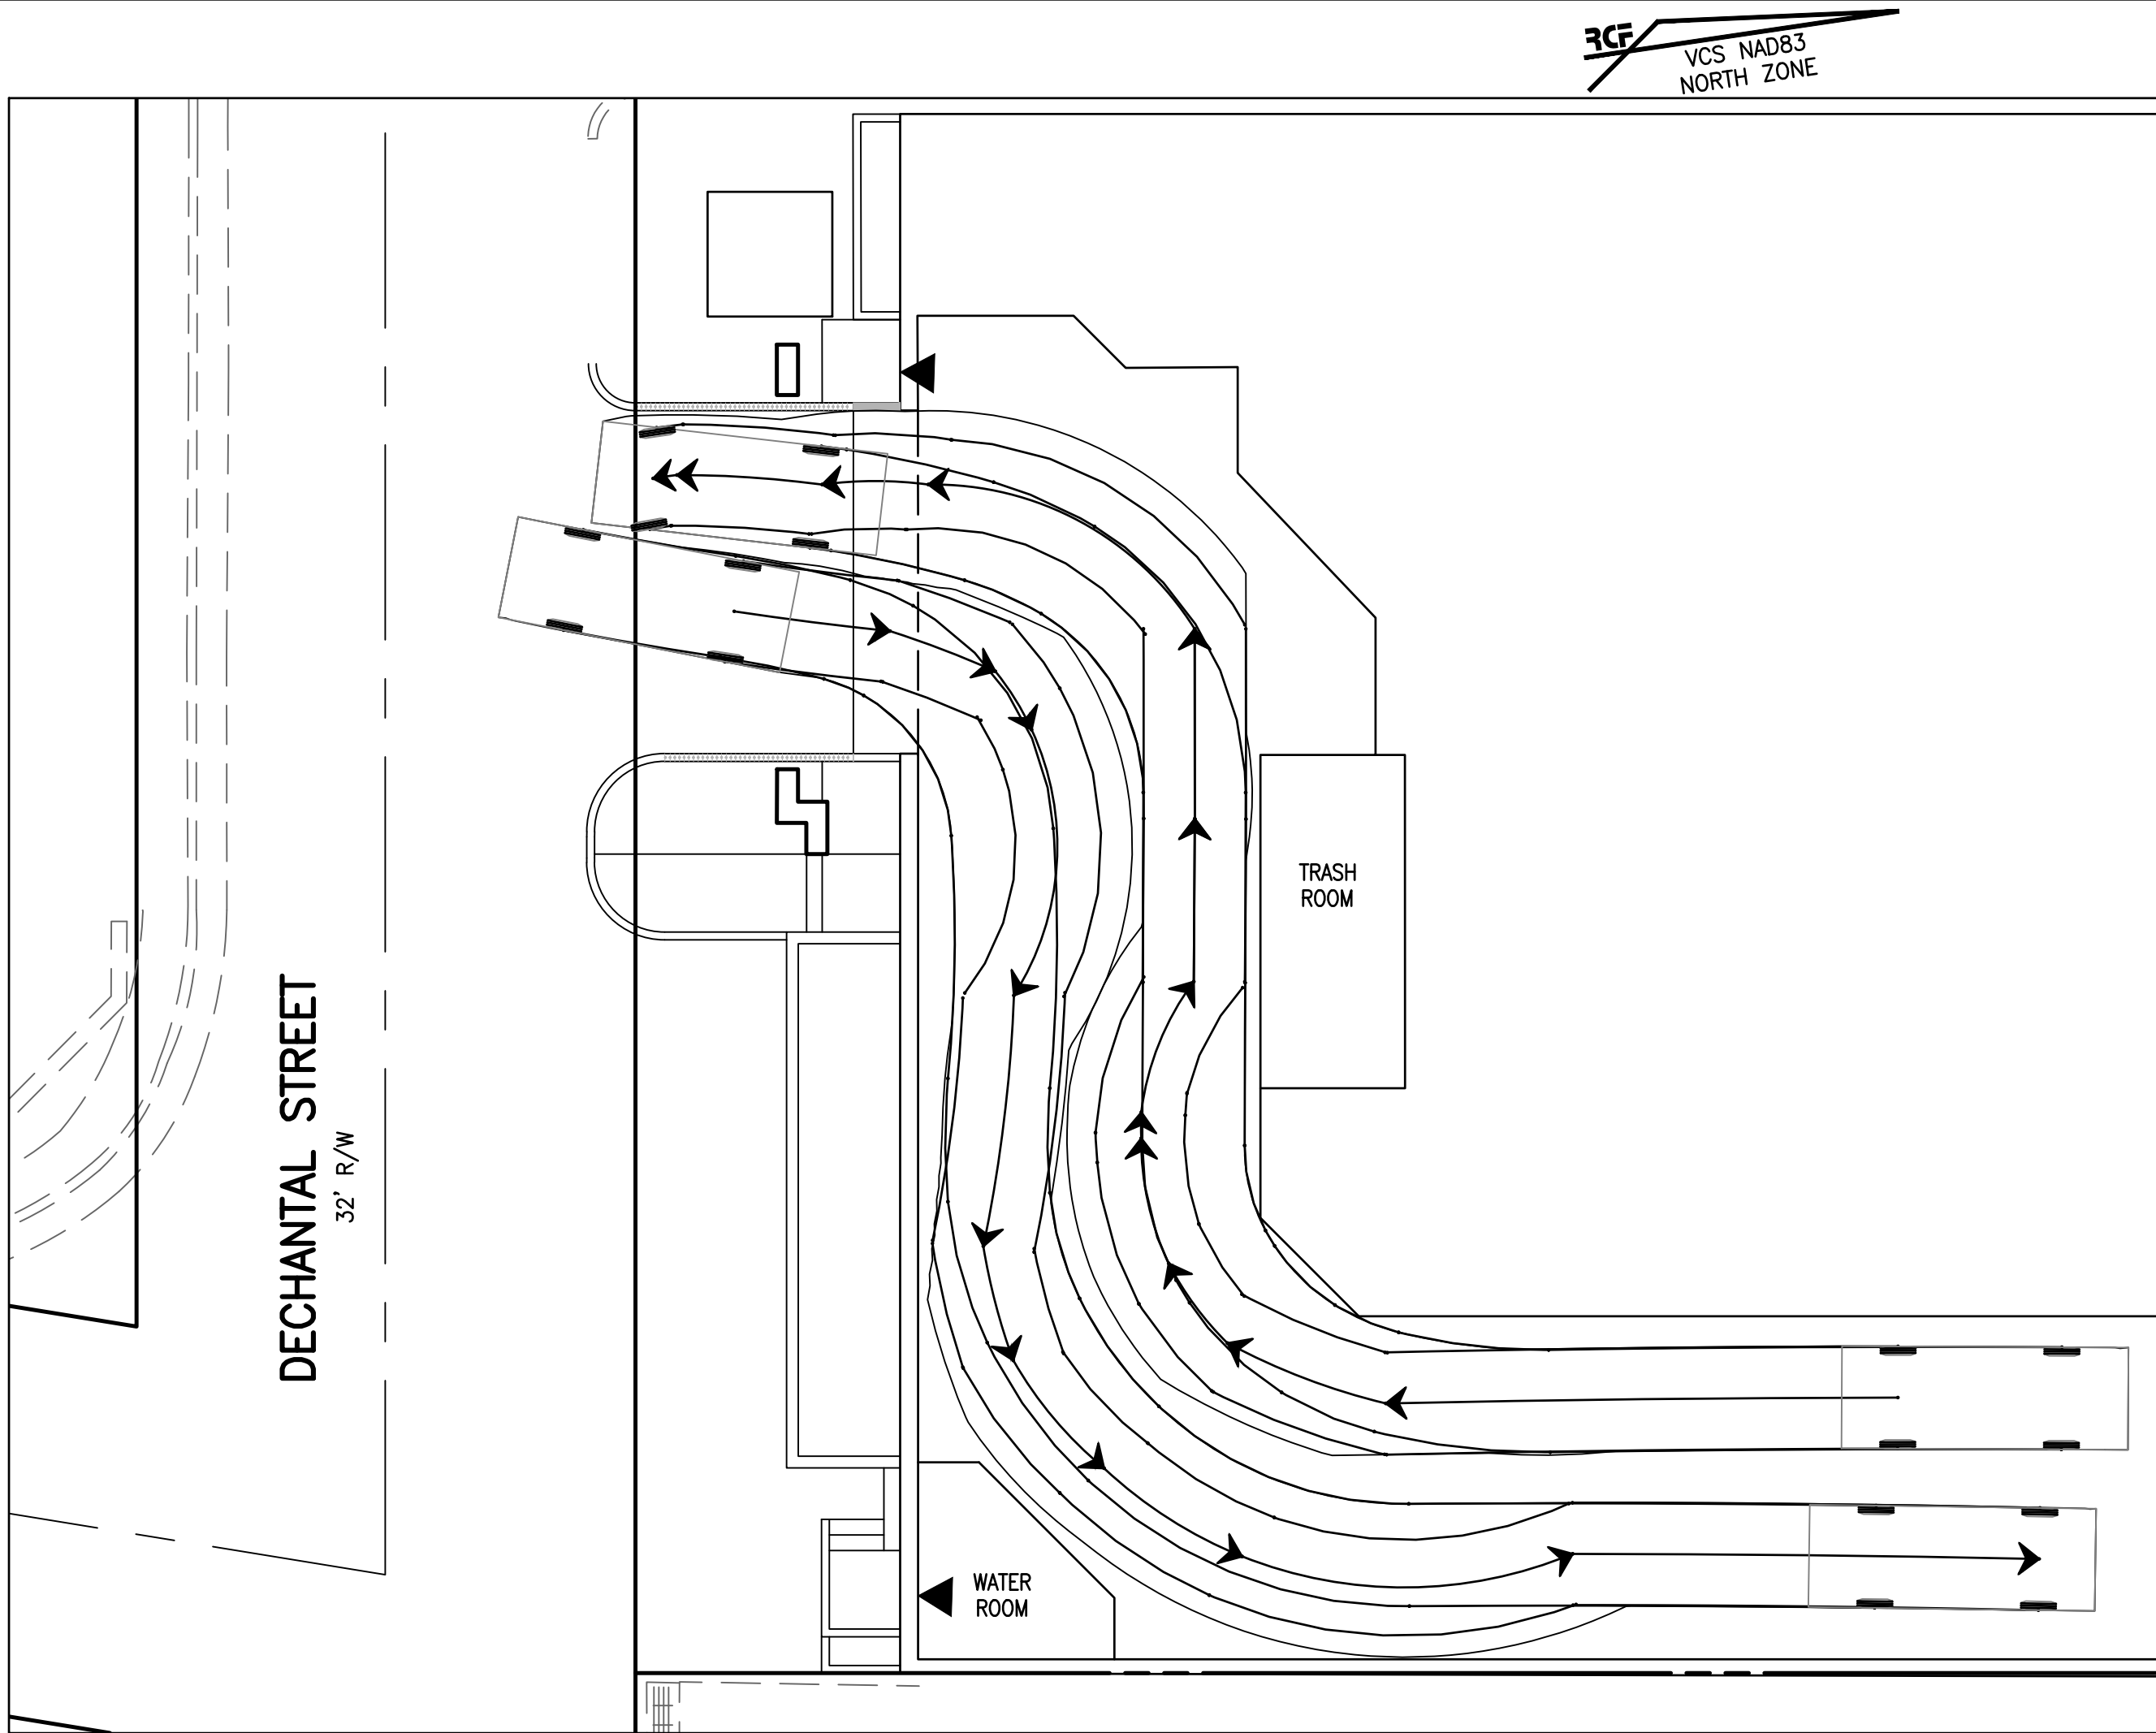 RCF
VCS NAD83
NORTH ZONE
TRASH
ROOM
DECHANTAL STREET
32' R/W
WATER
ROOM